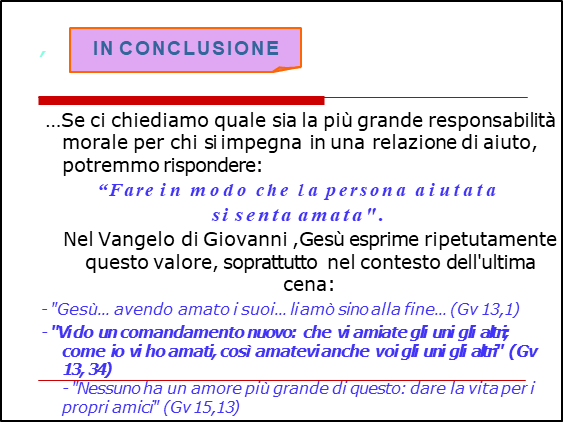 IN CONCLUSIONE
…Se ci chiediamo quale sia la più grande responsabilità
morale per chi si impegna in una relazione di aiuto,
potremmo rispondere:
“Fare in modo che la persona aiutata
si senta amata".
Nel Vangelo di Giovanni ,Gesù esprime ripetutamente
questo valore, soprattutto nel contesto dell'ultima
cena:
- "Gesù... avendo amato i suoi... li amò sino alla fine... (Gv 13,1)
- "Vi do un comandamento nuovo: che vi amiate gli uni gli altri;
come io vi ho amati, così amatevi anche voi gli uni gli altri" (Gv
13, 34)
- "Nessuno ha un amore più grande di questo: dare la vita per i
propri amici" (Gv 15,13)